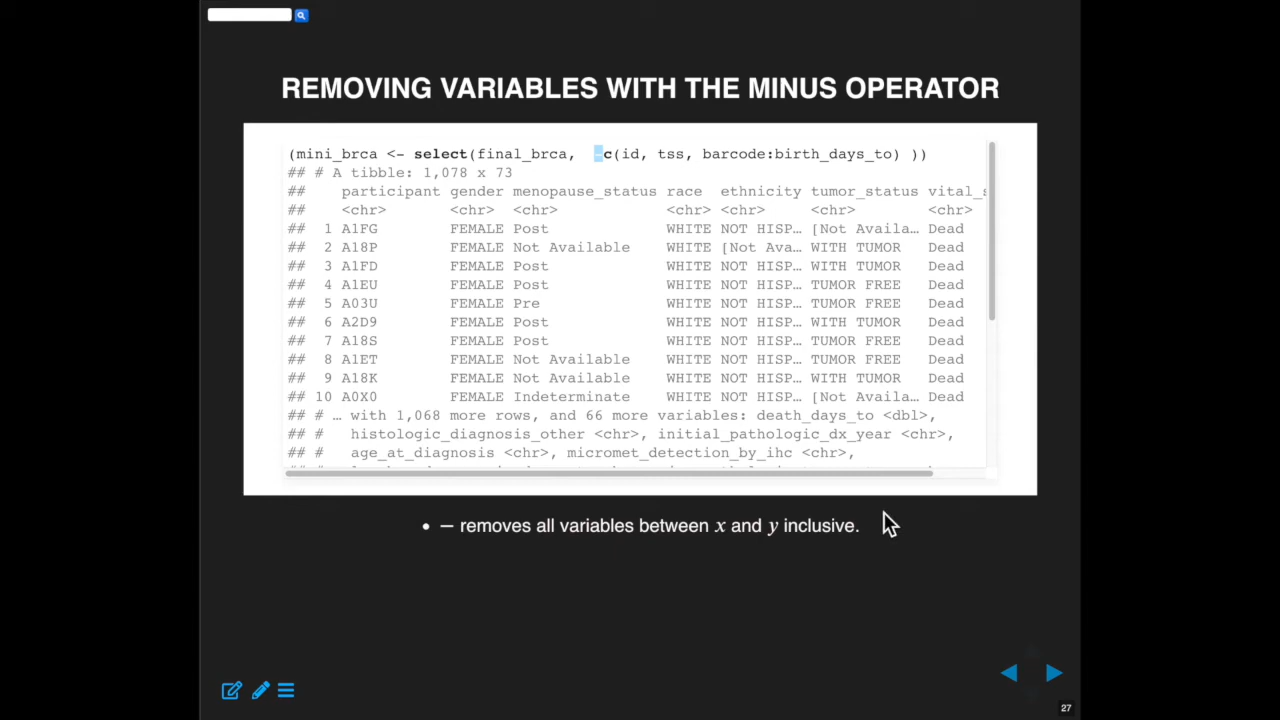 REMOVING VARIABLES WITH THE MINUS OPERATOR
(mini_brca <- select(final_brca,  -c(id, tss, barcode:birth_days_to) ))
## # A tibble: 1,078 x 73
##    participant gender menopause_status race  ethnicity tumor_status vital_s
##    <chr>       <chr>  <chr>            <chr> <chr>     <chr>        <chr>
##  1 A1FG        FEMALE Post             WHITE NOT HISP… [Not Availa… Dead
##  2 A18P        FEMALE Not Available    WHITE [Not Ava… WITH TUMOR   Dead
##  3 A1FD        FEMALE Post             WHITE NOT HISP… WITH TUMOR   Dead
##  4 A1EU        FEMALE Post             WHITE NOT HISP… TUMOR FREE   Dead
##  5 A03U        FEMALE Pre              WHITE NOT HISP… TUMOR FREE   Dead
##  6 A2D9        FEMALE Post             WHITE NOT HISP… WITH TUMOR   Dead
##  7 A18S        FEMALE Post             WHITE NOT HISP… TUMOR FREE   Dead
##  8 A1ET        FEMALE Not Available    WHITE NOT HISP… TUMOR FREE   Dead
##  9 A18K        FEMALE Not Available    WHITE NOT HISP… WITH TUMOR   Dead
## 10 A0X0        FEMALE Indeterminate    WHITE NOT HISP… [Not Availa… Dead
## # … with 1,068 more rows, and 66 more variables: death_days_to <dbl>,
## #   histologic_diagnosis_other <chr>, initial_pathologic_dx_year <chr>,
## #   age_at_diagnosis <chr>, micromet_detection_by_ihc <chr>,
• – removes all variables between x and y inclusive.
27